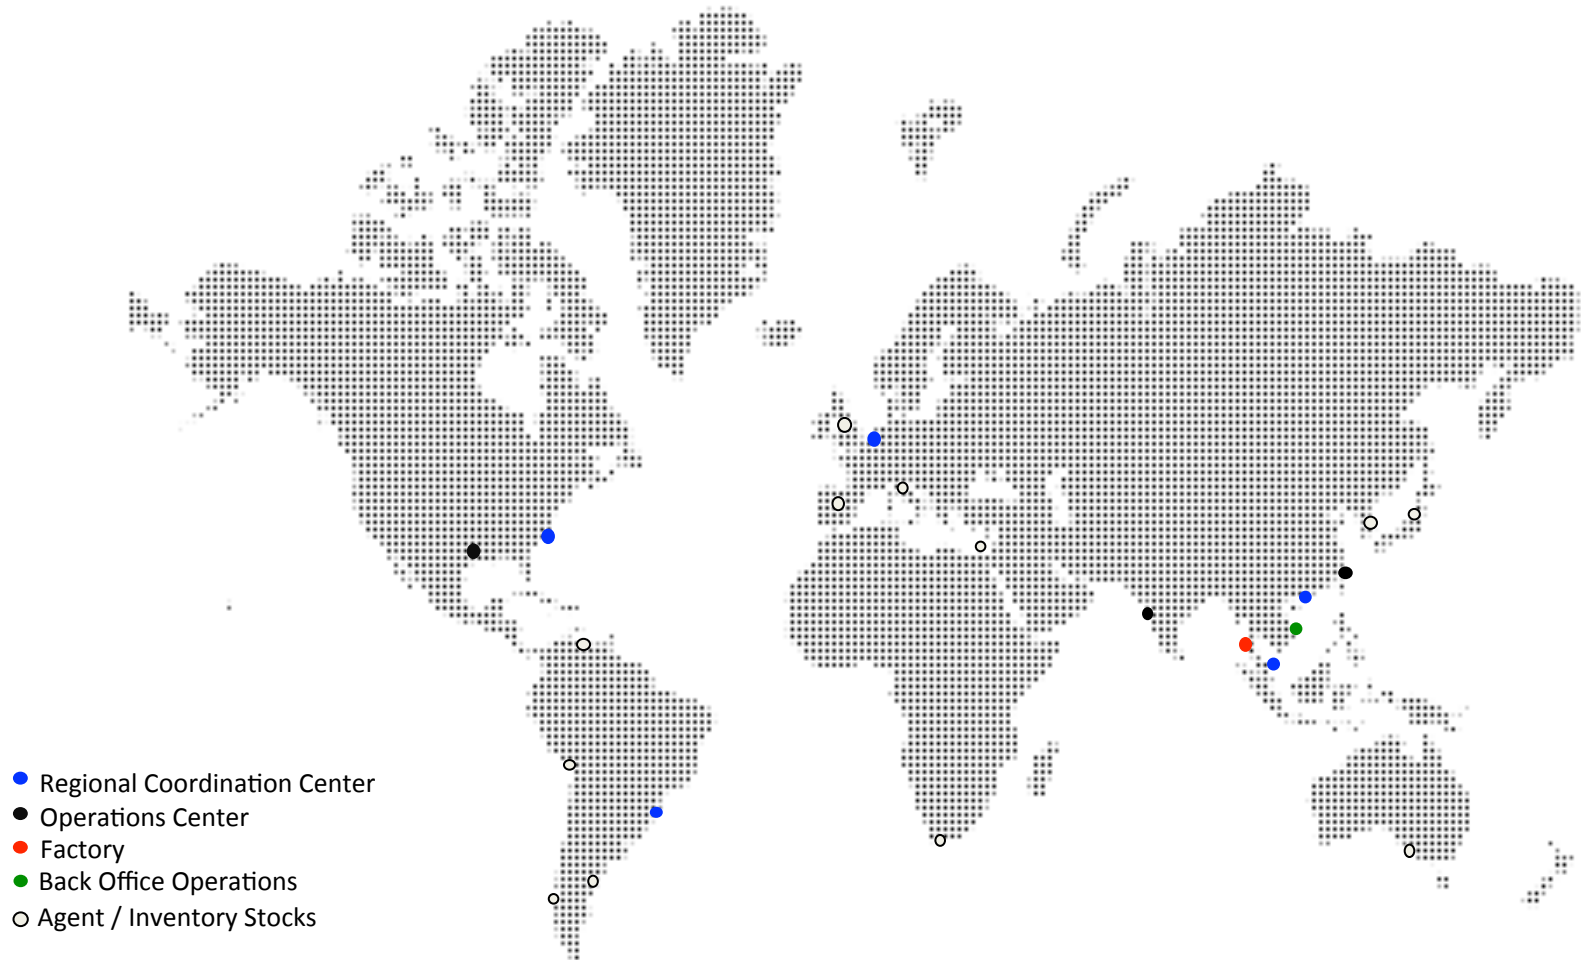 Regional Coordination Center
Operations Center
Factory
Back Office Operations
Agent / Inventory Stocks